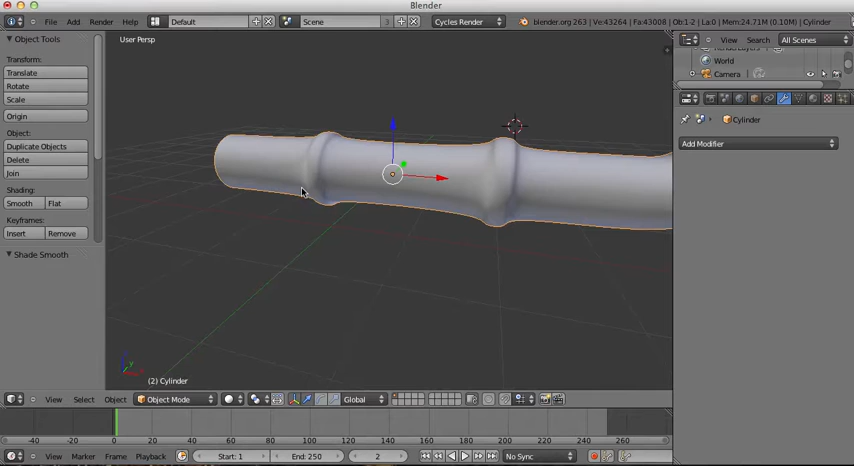 Blender
File Add Render Help Default Scene 3 Cycles Render blender.org 263 | Ve:43264 | Fa:43008 | Ob:1-2 | La:0 | Mem:24.71M (0.10M) | Cylinder
Object Tools
User Persp
View Search All Scenes
World
Camera
Transform:
Translate
Rotate
Scale
Origin
Object:
Duplicate Objects
Delete
Join
Shading:
Smooth Flat
Keyframes:
Insert Remove
Shade Smooth
Cylinder
Add Modifier
z
y
x
(2) Cylinder
View Select Object Object Mode Global
-40 -20 0 20 40 60 80 100 120 140 160 180 200 220 240 260
View Marker Frame Playback Start: 1 End: 250 2 No Sync